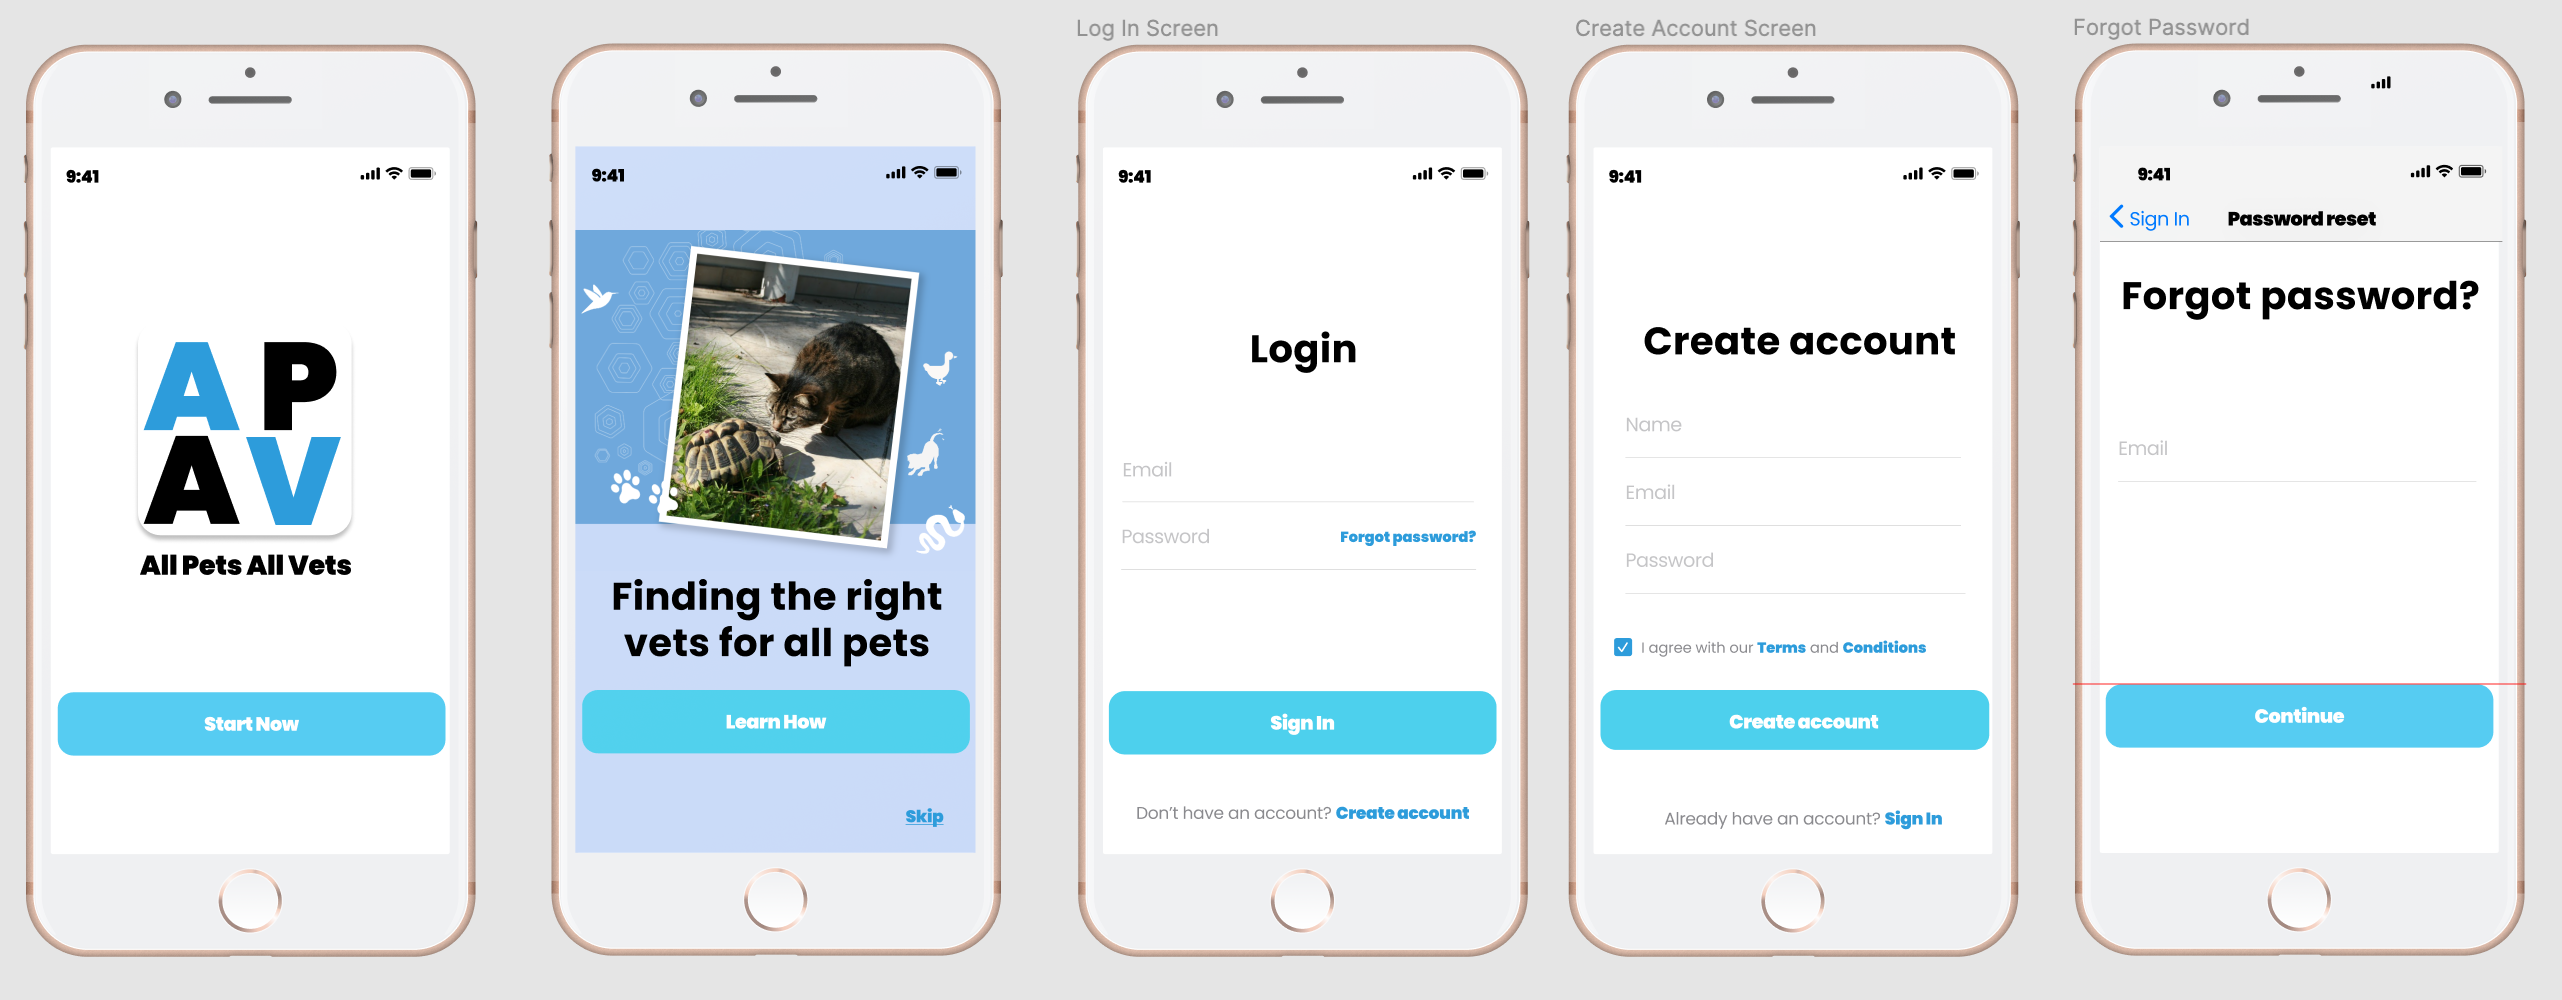 9:41
A P
A V
All Pets All Vets
Start Now
9:41
Finding the right
vets for all pets
Learn How
Skip
Log In Screen
9:41
Login
Email
Password Forgot password?
Sign In
Don't have an account? Create account
Create Account Screen
9:41
Create account
Name
Email
Password
I agree with our Terms and Conditions
Create account
Already have an account? Sign In
Forgot Password
9:41
Sign In Password reset
Forgot password?
Email
Continue